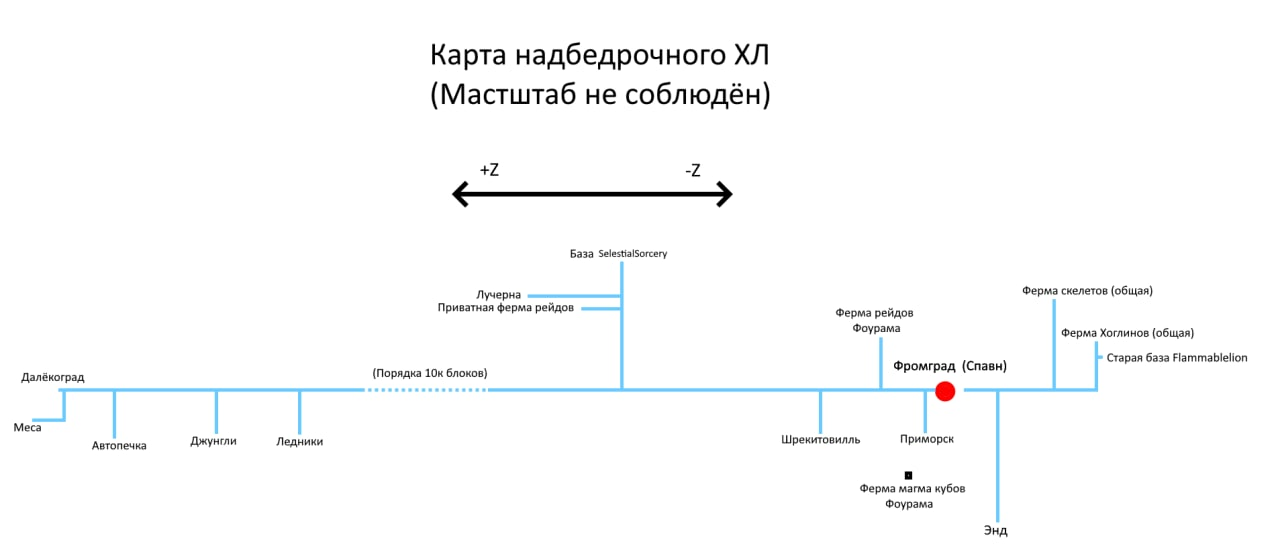 Карта надбедрочного ХЛ
(Мастштаб не соблюдён)
+Z
-Z
База SelestialSorcery
Лучерна
Приватная ферма рейдов
Ферма скелетов (общая)
Ферма рейдов
Фоурама
Ферма Хоглинов (общая)
Старая база Flammablelion
Фромград (Спавн)
Далёкоград
(Порядка 10к блоков)
Меса
Автопечка
Джунгли
Ледники
Шрекитовилль
Приморск
Ферма магма кубов
Фоурама
Энд